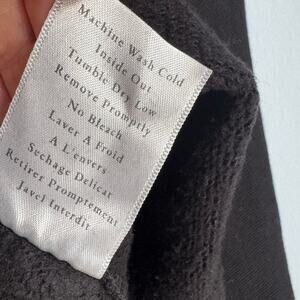 Machine Wash Cold
Inside Out
Tumble Dry Low
Remove Promptly
No Bleach
Laver A Froid
A L'envers
Sechage Delicat
Retirer Promptement
Javel Interdit